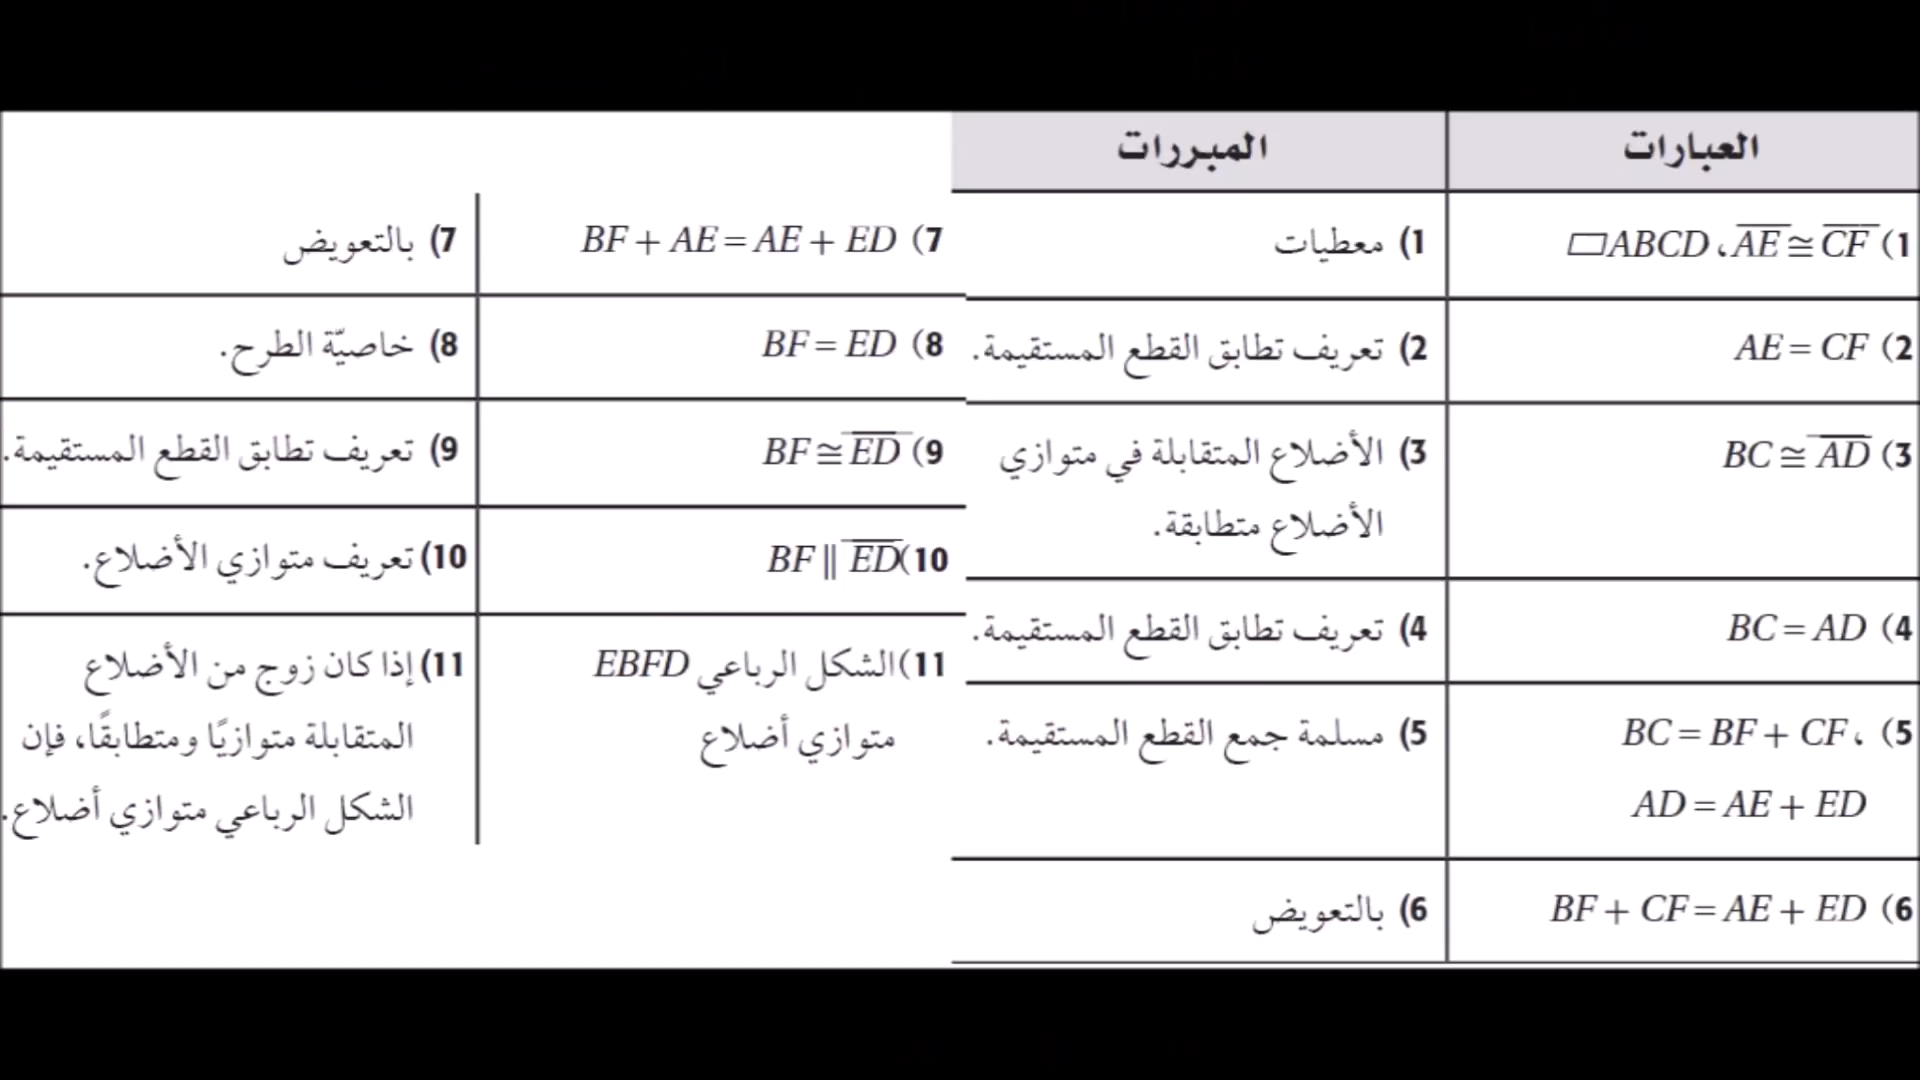 العبارات
المبررات
1) ▱ABCD ، AE ≅ CF
1) معطيات
2) AE = CF
2) تعريف تطابق القطع المستقيمة.
3) BC ≅ AD
3) الأضلاع المتقابلة في متوازي
الأضلاع متطابقة.
4) BC = AD
4) تعريف تطابق القطع المستقيمة.
5) BC = BF + CF،
AD = AE + ED
5) مسلمة جمع القطع المستقيمة.
6) BF + CF = AE + ED
6) بالتعويض
7) BF + AE = AE + ED
7) بالتعويض
8) BF = ED
8) خاصيّة الطرح.
9) BF ≅ ED
9) تعريف تطابق القطع المستقيمة.
10) BF ∥ ED
10) تعريف متوازي الأضلاع.
11) الشكل الرباعي EBFD
متوازي أضلاع
11) إذا كان زوج من الأضلاع
المتقابلة متوازيًا ومتطابقًا، فإن
الشكل الرباعي متوازي أضلاع.